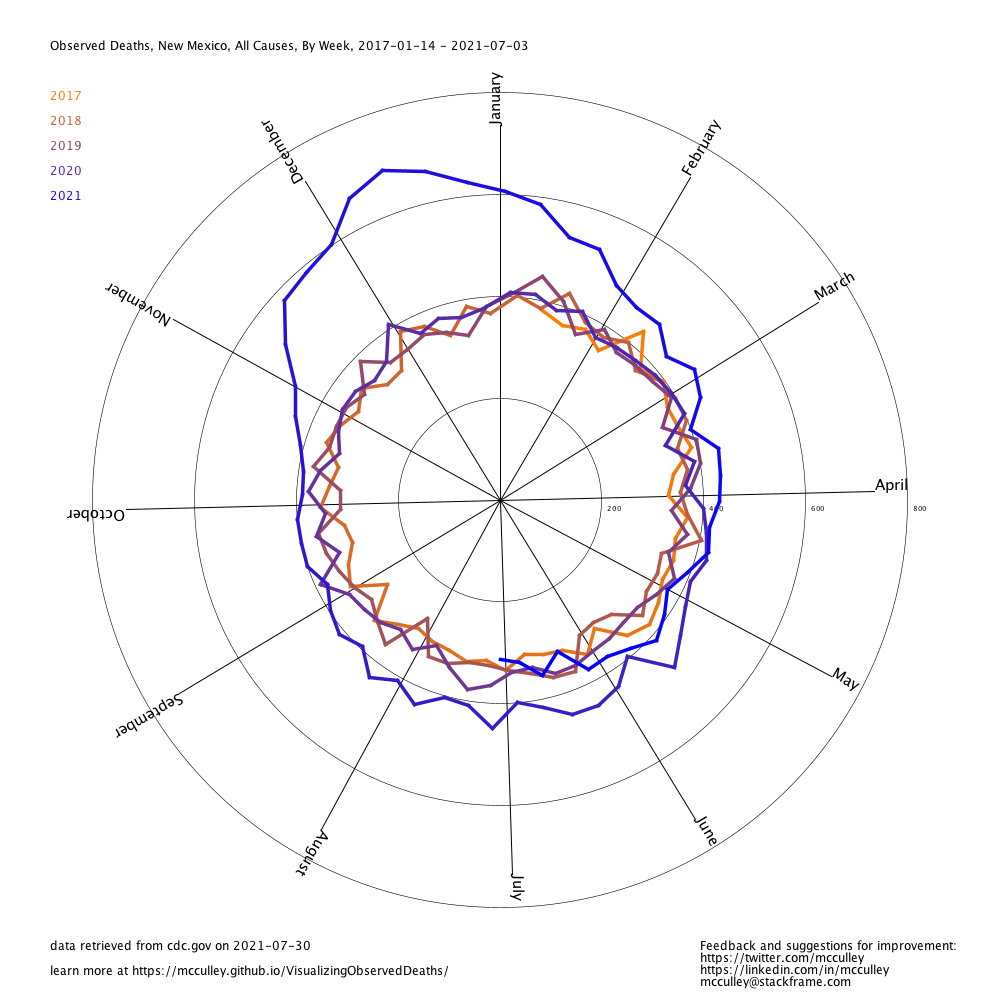 Observed Deaths, New Mexico, All Causes, By Week, 2017-01-14 - 2021-07-03
2017
2018
2019
2020
2021
January
February
March
April
May
June
July
August
September
October
November
December
200
400
600
800
data retrieved from cdc.gov on 2021-07-30
learn more at https://mcculley.github.io/VisualizingObservedDeaths/
Feedback and suggestions for improvement:
https://twitter.com/mcculley
https://linkedin.com/in/mcculley
mcculley@stackframe.com